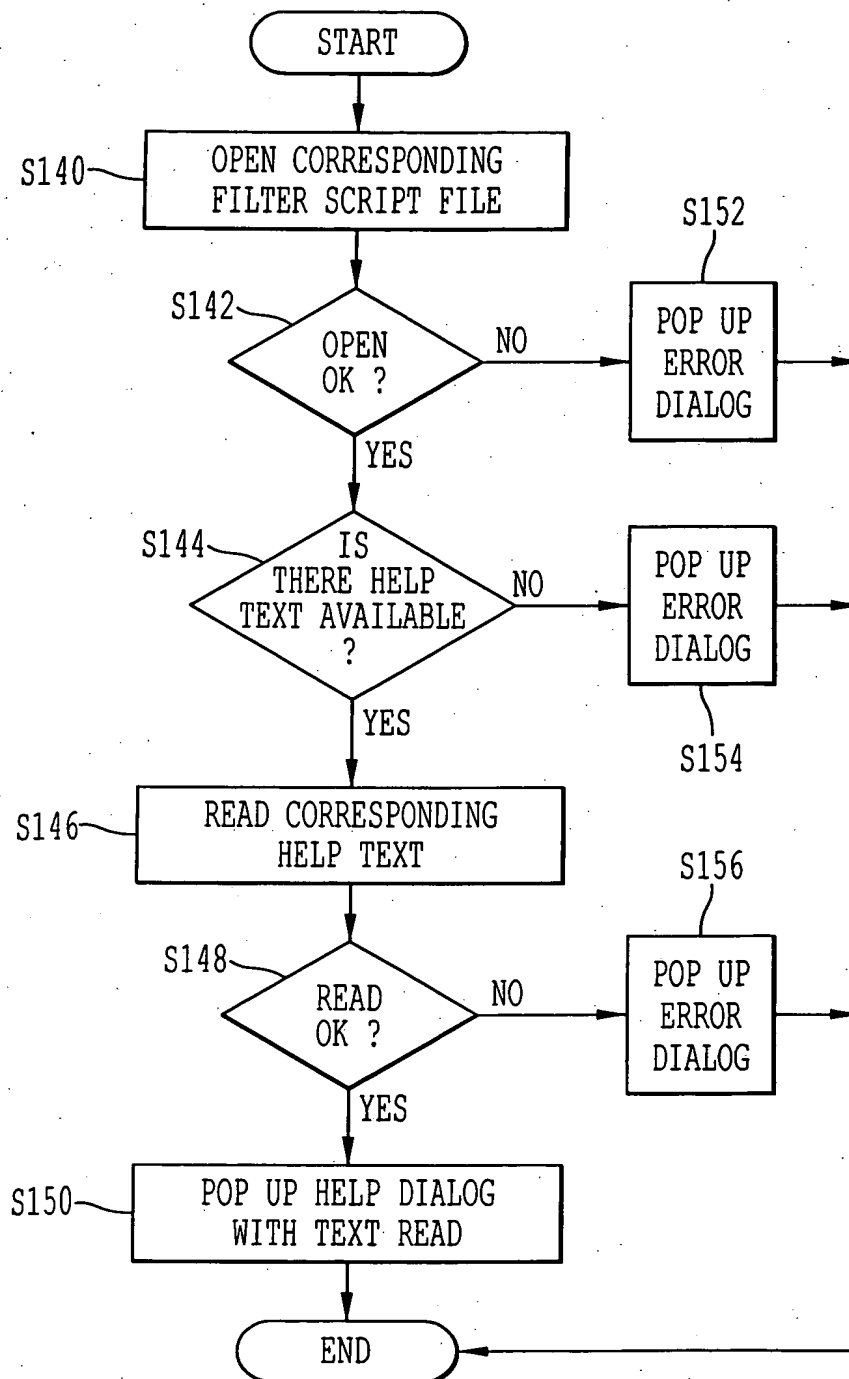 START
S140
OPEN CORRESPONDING
FILTER SCRIPT FILE
S152
S142
OPEN
OK ?
NO
POP UP
ERROR
DIALOG
YES
S144
IS
THERE HELP
TEXT AVAILABLE
?
NO
POP UP
ERROR
DIALOG
YES
S154
S146
READ CORRESPONDING
HELP TEXT
S156
S148
READ
OK ?
NO
POP UP
ERROR
DIALOG
YES
S150
POP UP HELP DIALOG
WITH TEXT READ
END